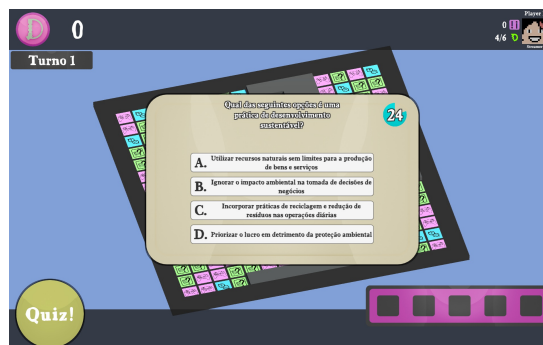 0
Player
0
4/6
Turno 1
Qual das seguintes opções é uma
prática de desenvolvimento
sustentável?
24
A. Utilizar recursos naturais sem limites para a produção
de bens e serviços
B. Ignorar o impacto ambiental na tomada de decisões de
negócios
C. Incorporar práticas de reciclagem e redução de
resíduos nas operações diárias
D. Priorizar o lucro em detrimento da proteção ambiental
Quiz!